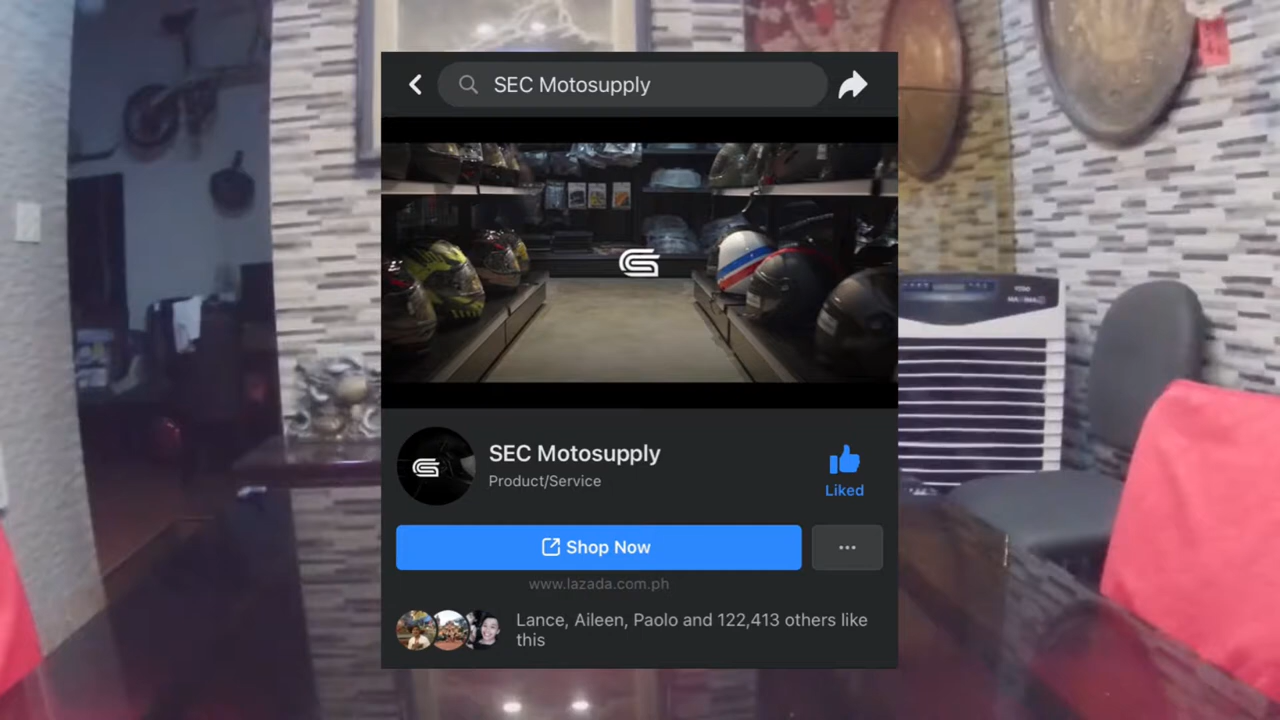 SEC Motosupply
SEC Motosupply
Product/Service
Liked
Shop Now
www.lazada.com.ph
Lance, Aileen, Paolo and 122,413 others like
this